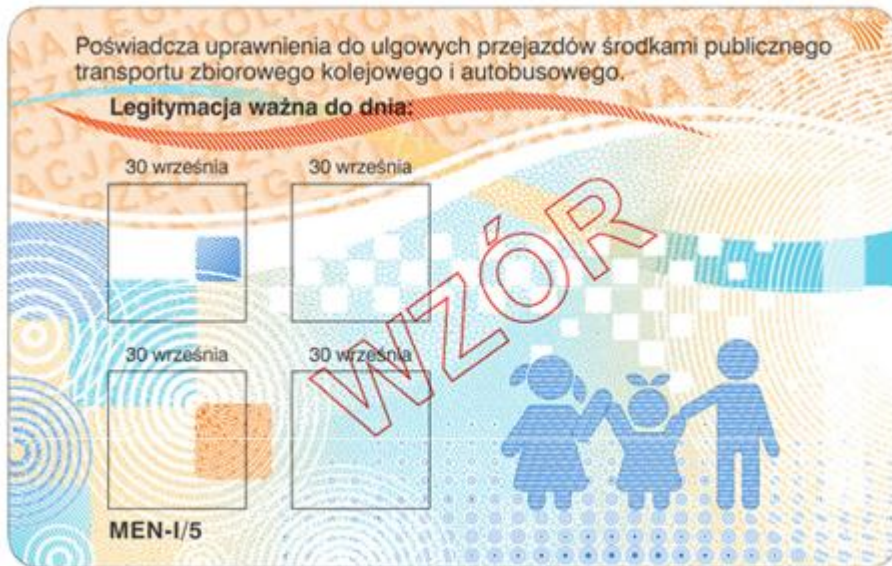 Poświadcza uprawnienia do ulgowych przejazdów środkami publicznego
transportu zbiorowego kolejowego i autobusowego.
Legitymacja ważna do dnia:
30 września 30 września
WZÓR
30 września 30 września
MEN-I/5